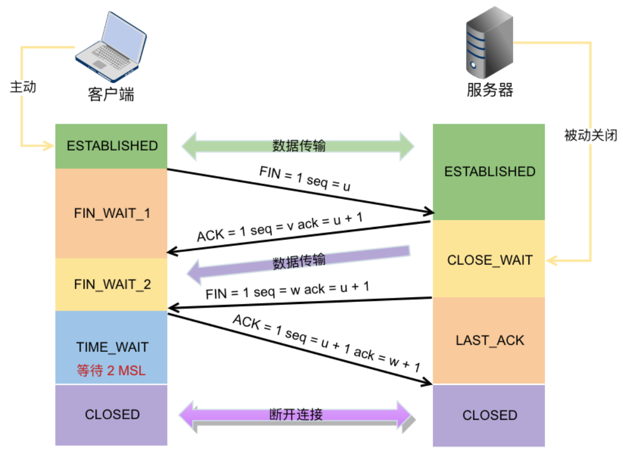 客户端
服务器
主动
被动关闭
ESTABLISHED
数据传输
ESTABLISHED
FIN = 1 seq = u
FIN_WAIT_1
ACK = 1 seq = v ack = u + 1
CLOSE_WAIT
数据传输
FIN_WAIT_2
FIN = 1 seq = w ack = u + 1
ACK = 1 seq = u + 1 ack = w + 1
TIME_WAIT
等待 2 MSL
LAST_ACK
CLOSED
断开连接
CLOSED